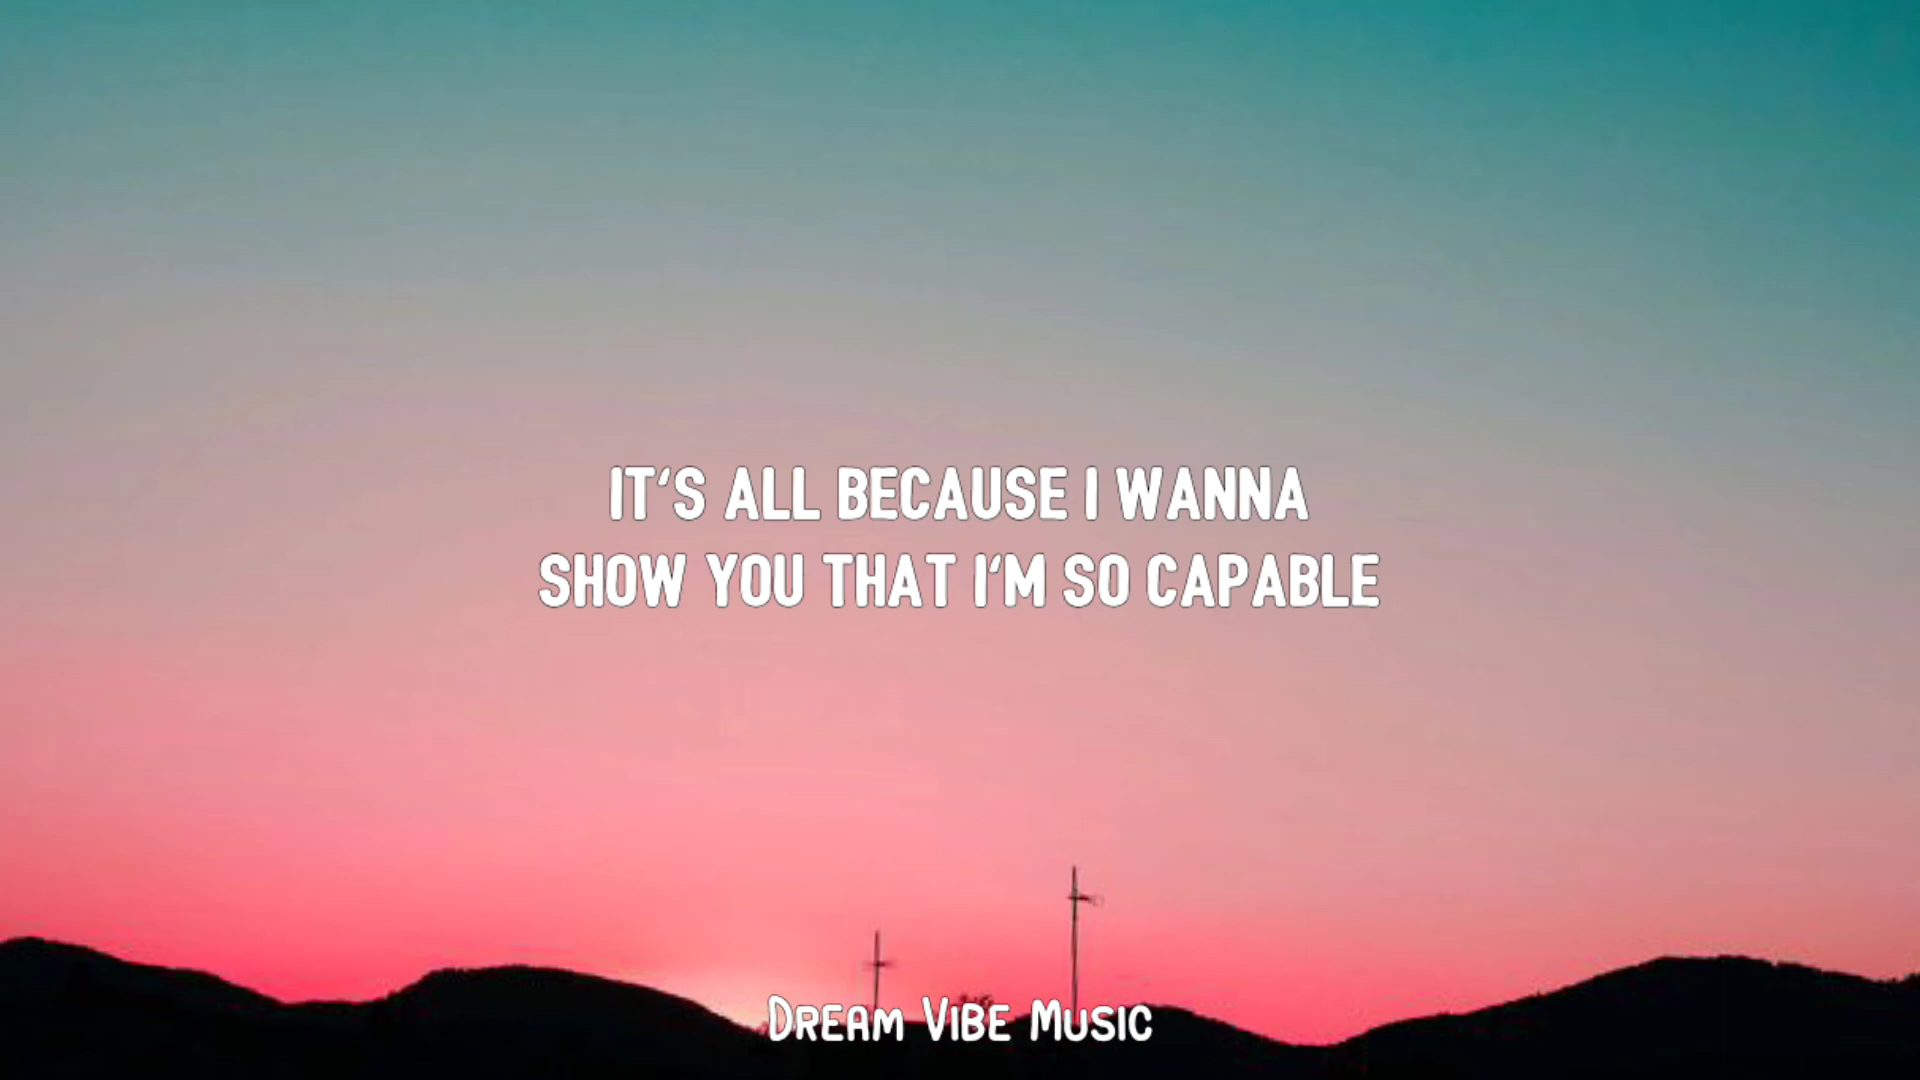 IT'S ALL BECAUSE I WANNA
SHOW YOU THAT I'M SO CAPABLE
DREAM VIBE MUSIC